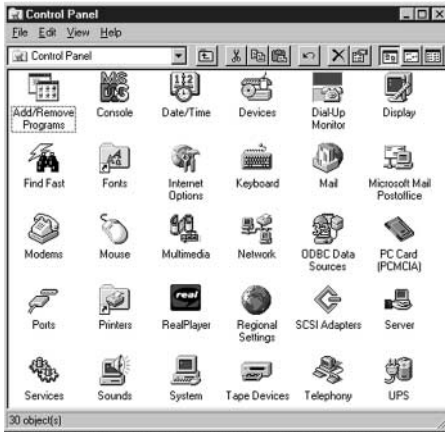 Control Panel
File Edit View Help
Control Panel
Add/Remove
Programs
Console
Date/Time
Devices
Dial-Up
Monitor
Display
Find Fast
Fonts
Internet
Options
Keyboard
Mail
Microsoft Mail
Postoffice
Modems
Mouse
Multimedia
Network
ODBC Data
Sources
PC Card
(PCMCIA)
Ports
Printers
real
RealPlayer
Regional
Settings
SCSI Adapters
Server
Services
Sounds
System
Tape Devices
Telephony
UPS
30 object(s)